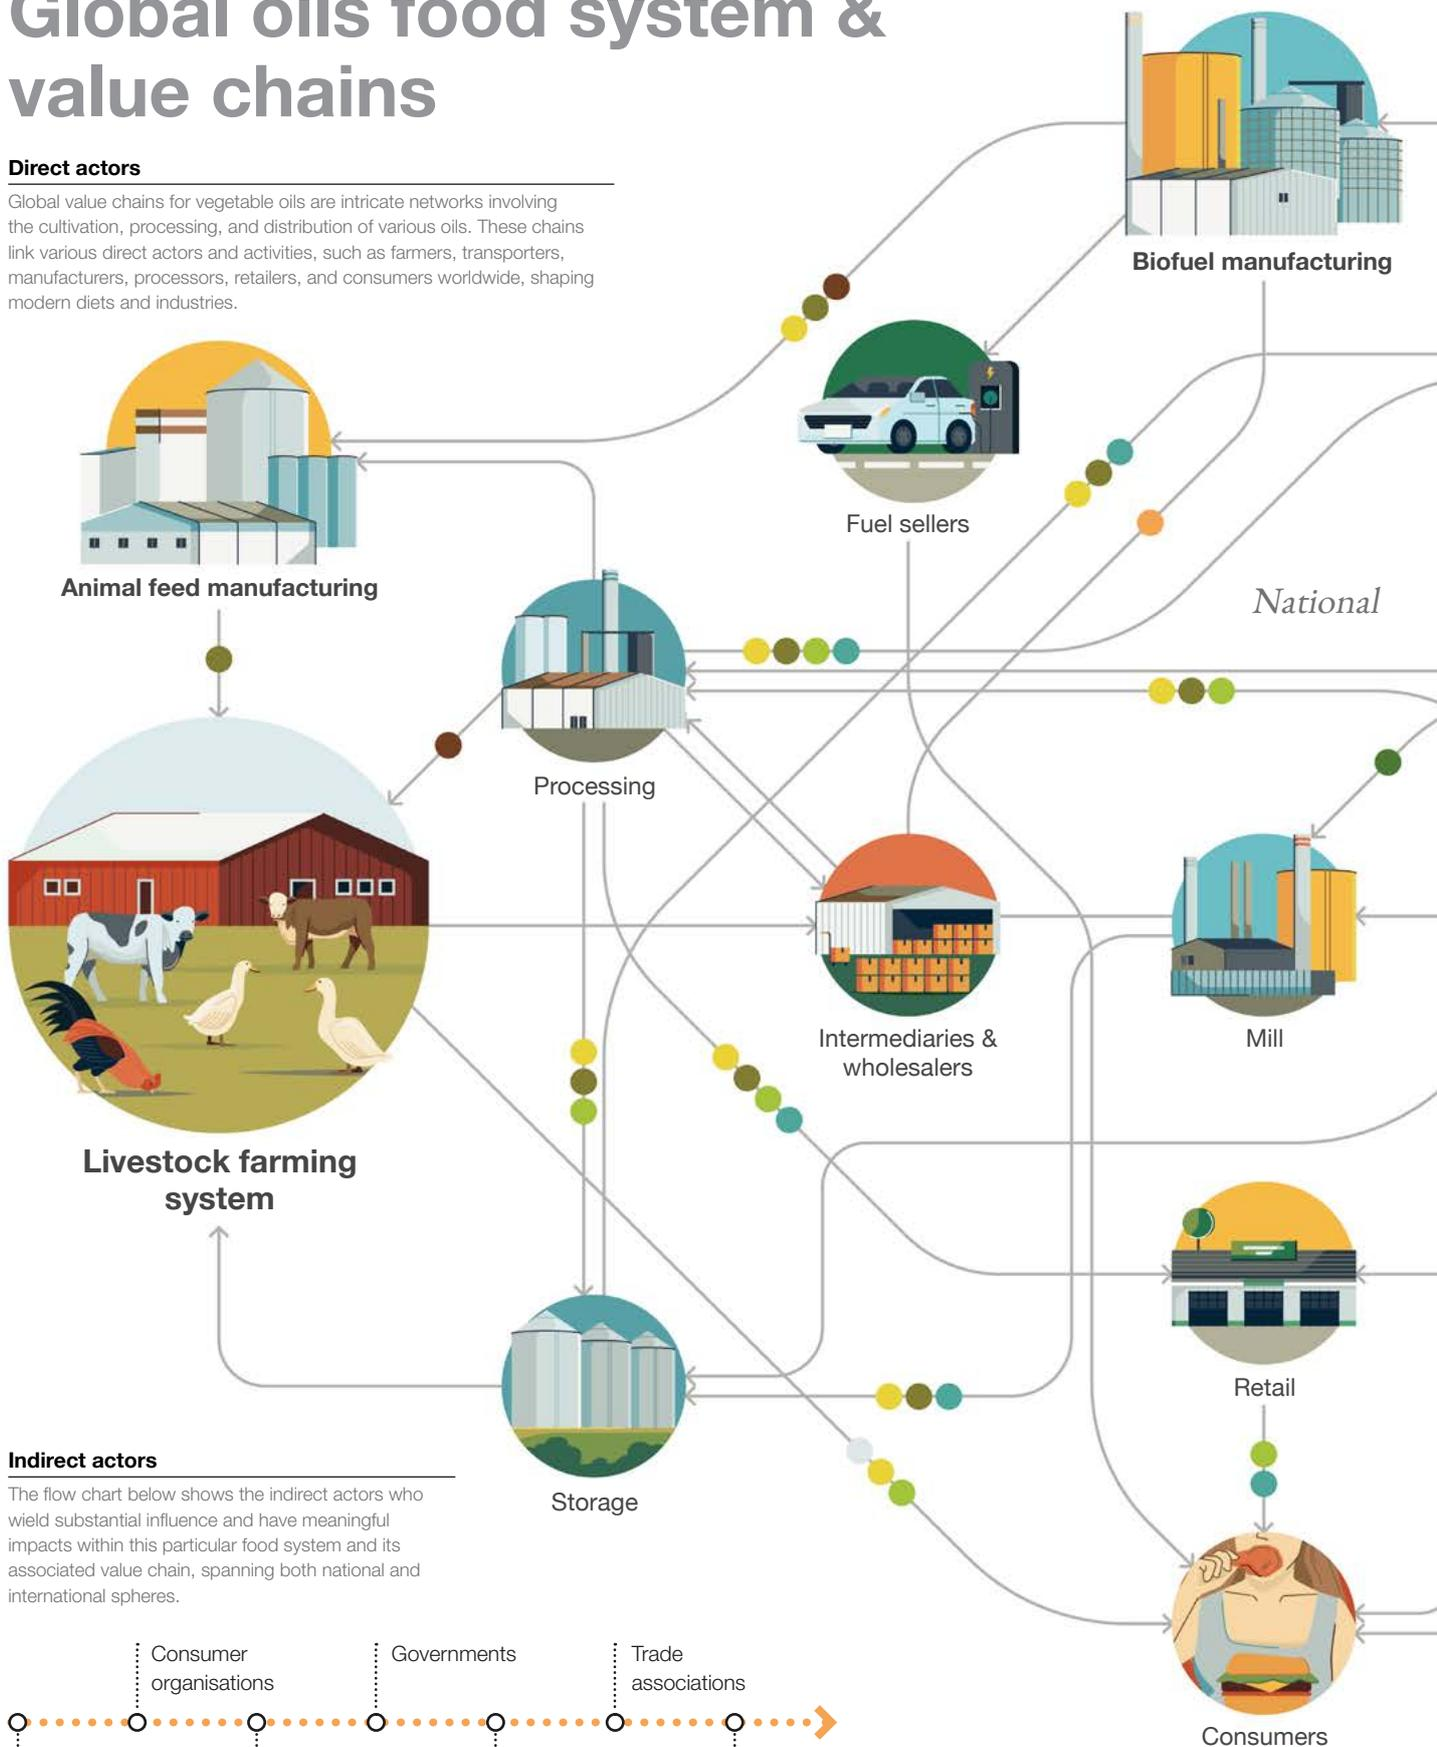 Global oils food system &
value chains
Direct actors
Global value chains for vegetable oils are intricate networks involving
the cultivation, processing, and distribution of various oils. These chains
link various direct actors and activities, such as farmers, transporters,
manufacturers, processors, retailers, and consumers worldwide, shaping
modern diets and industries.
Biofuel manufacturing
Fuel sellers
Animal feed manufacturing
National
Processing
Intermediaries &
wholesalers
Mill
Livestock farming
system
Retail
Storage
Indirect actors
The flow chart below shows the indirect actors who
wield substantial influence and have meaningful
impacts within this particular food system and its
associated value chain, spanning both national and
international spheres.
Consumer
organisations
Governments
Trade
associations
Consumers